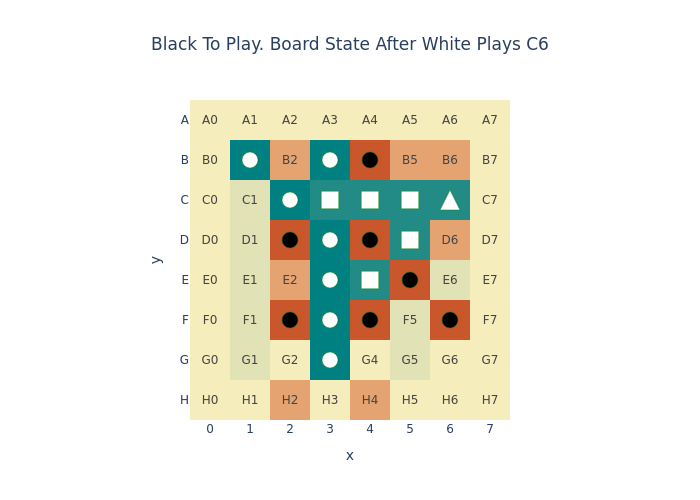 Black To Play. Board State After White Plays C6
A A0 A1 A2 A3 A4 A5 A6 A7
B B0 B2 B5 B6 B7
C C0 C1 C7
D D0 D1 D6 D7
y
E E0 E1 E2 E6 E7
F F0 F1 F5 F7
G G0 G1 G2 G4 G5 G6 G7
H H0 H1 H2 H3 H4 H5 H6 H7
0 1 2 3 4 5 6 7
x